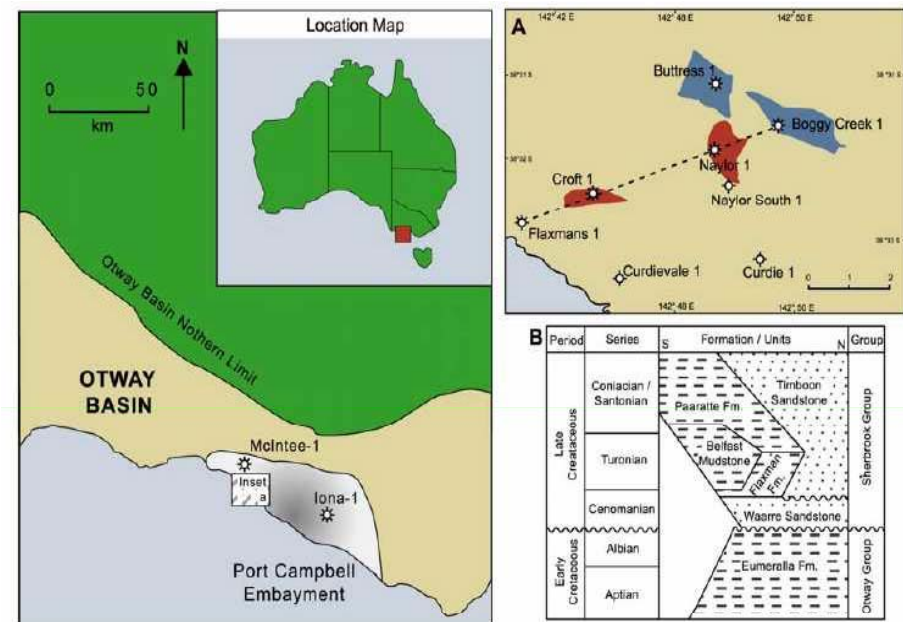 Location Map
N
0 50
km
Otway Basin Nothern Limit
OTWAY
BASIN
McIntee-1
Inset
a
Iona-1
Port Campbell
Embayment
A
142° 42 E 142° 48 E 142° 50 E
Buttress 1
Boggy Creek 1
Naylor 1
Croft 1
Naylor South 1
Flaxmans 1
Curdievale 1
Curdie 1
0 1 2
142° 48 E 142° 50 E
B
Period Series Formation / Units Group
S N
Late
Creataceous
Early
Cretaceous
Coniacian /
Santonian
Turonian
Cenomanian
Albian
Aptian
Timboon
Sandstone
Paaratte Fm.
Belfast
Mudstone
Flaxman
Fm.
Waarre Sandstone
Eumeralla Fm.
Sherbrook Group
Otway Group